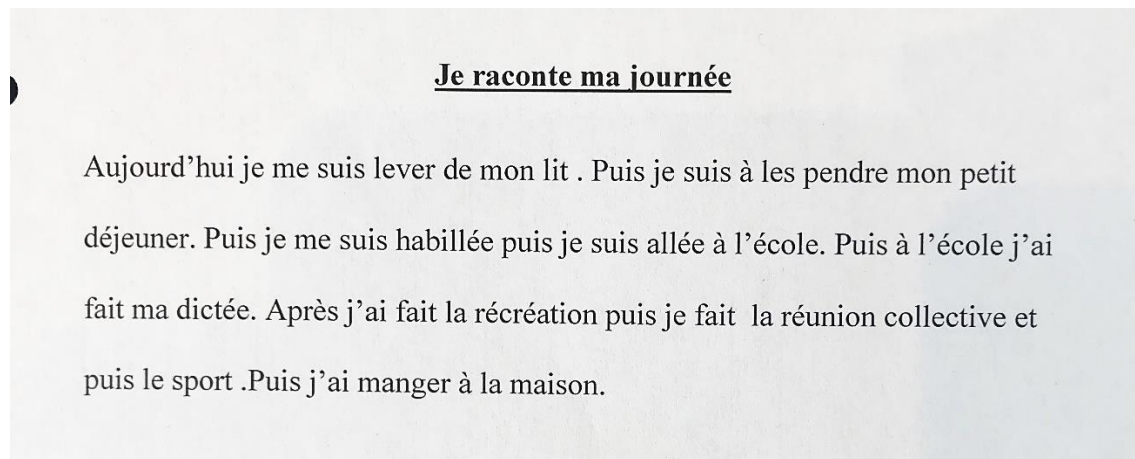 Je raconte ma journée
Aujourd’hui je me suis lever de mon lit . Puis je suis à les pendre mon petit
déjeuner. Puis je me suis habillée puis je suis allée à l’école. Puis à l’école j’ai
fait ma dictée. Après j’ai fait la récréation puis je fait  la réunion collective et
puis le sport .Puis j’ai manger à la maison.